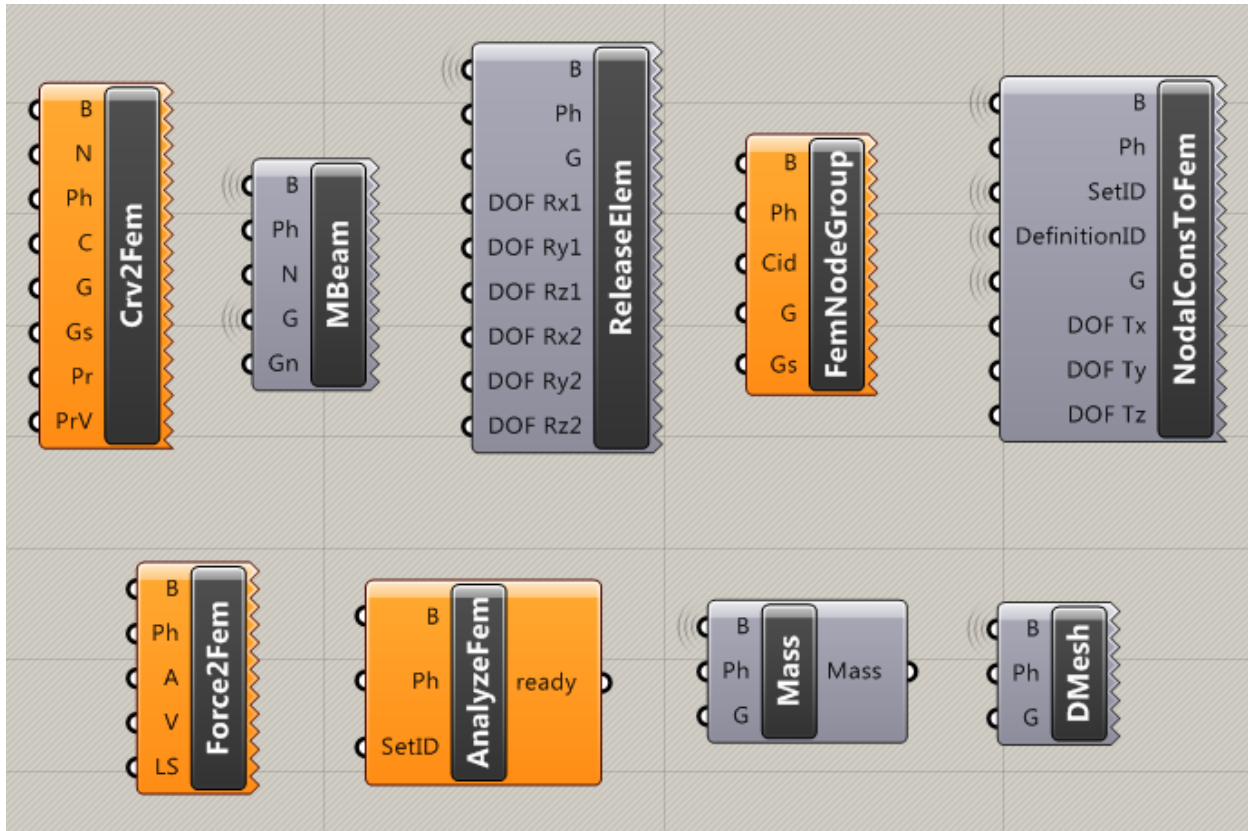 B
N
Ph
C
G
Gs
Pr
PrV
Crv2Fem
B
Ph
N
G
Gn
MBeam
B
Ph
G
DOF Rx1
DOF Ry1
DOF Rz1
DOF Rx2
DOF Ry2
DOF Rz2
ReleaseElem
B
Ph
Cid
G
Gs
FemNodeGroup
B
Ph
SetID
DefinitionID
G
DOF Tx
DOF Ty
DOF Tz
NodalConsToFem
B
Ph
A
V
LS
Force2Fem
B
Ph
SetID
AnalyzeFem
ready
B
Ph
G
Mass
Mass
B
Ph
G
DMesh